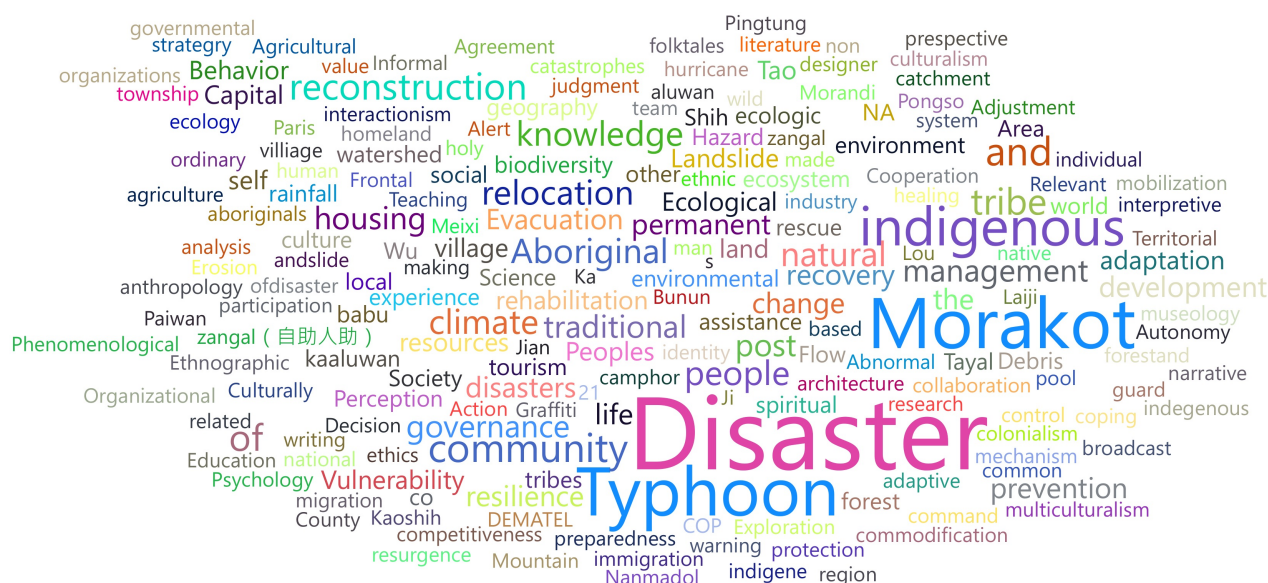 Pingtung
governmental
strategry Agricultural Agreement folktales literature non prespective
organizations Behavior value Informal catastrophes hurricane Tao designer culturalism
township Capital reconstruction judgment aluwan wild Morandi catchment
interactionism geography team Shih ecologic NA Pongso Adjustment
ecology Paris homeland Alert knowledge Hazard zangal environment system Area
ordinary villiage watershed holy biodiversity Landslide made and individual
self human Frontal social other ethnic ecosystem Cooperation Relevant mobilization
agriculture rainfall Teaching relocation Ecological industry healing tribe world interpretive
aboriginals housing Meixi Evacuation permanent rescue indigenous Territorial
analysis culture Wu village Aboriginal man land natural Lou native
Erosion andslide making s adaptation
anthropology ofdisaster local Science Ka environmental recovery management development
participation experience rehabilitation Bunun change the Laiji museology
Paiwan babu climate traditional assistance based Morakot Autonomy
Phenomenological zangal（自助人助） resources Jian Peoples identity post Flow Abnormal Tayal Debris forestand
Ethnographic kaaluwan tourism people narrative
Organizational Culturally Society disasters 21 camphor architecture collaboration pool guard
Perception Action Graffiti life Ji spiritual research control coping indegenous
related of Decision governance Disaster colonialism
writing community mechanism broadcast
Education national ethics common
Psychology Vulnerability tribes Typhoon adaptive prevention
migration co resilience forest multiculturalism
County Kaoshih DEMATEL COP Exploration command
competitiveness preparedness warning commodification
resurgence Mountain immigration protection
Nanmadol indigene region